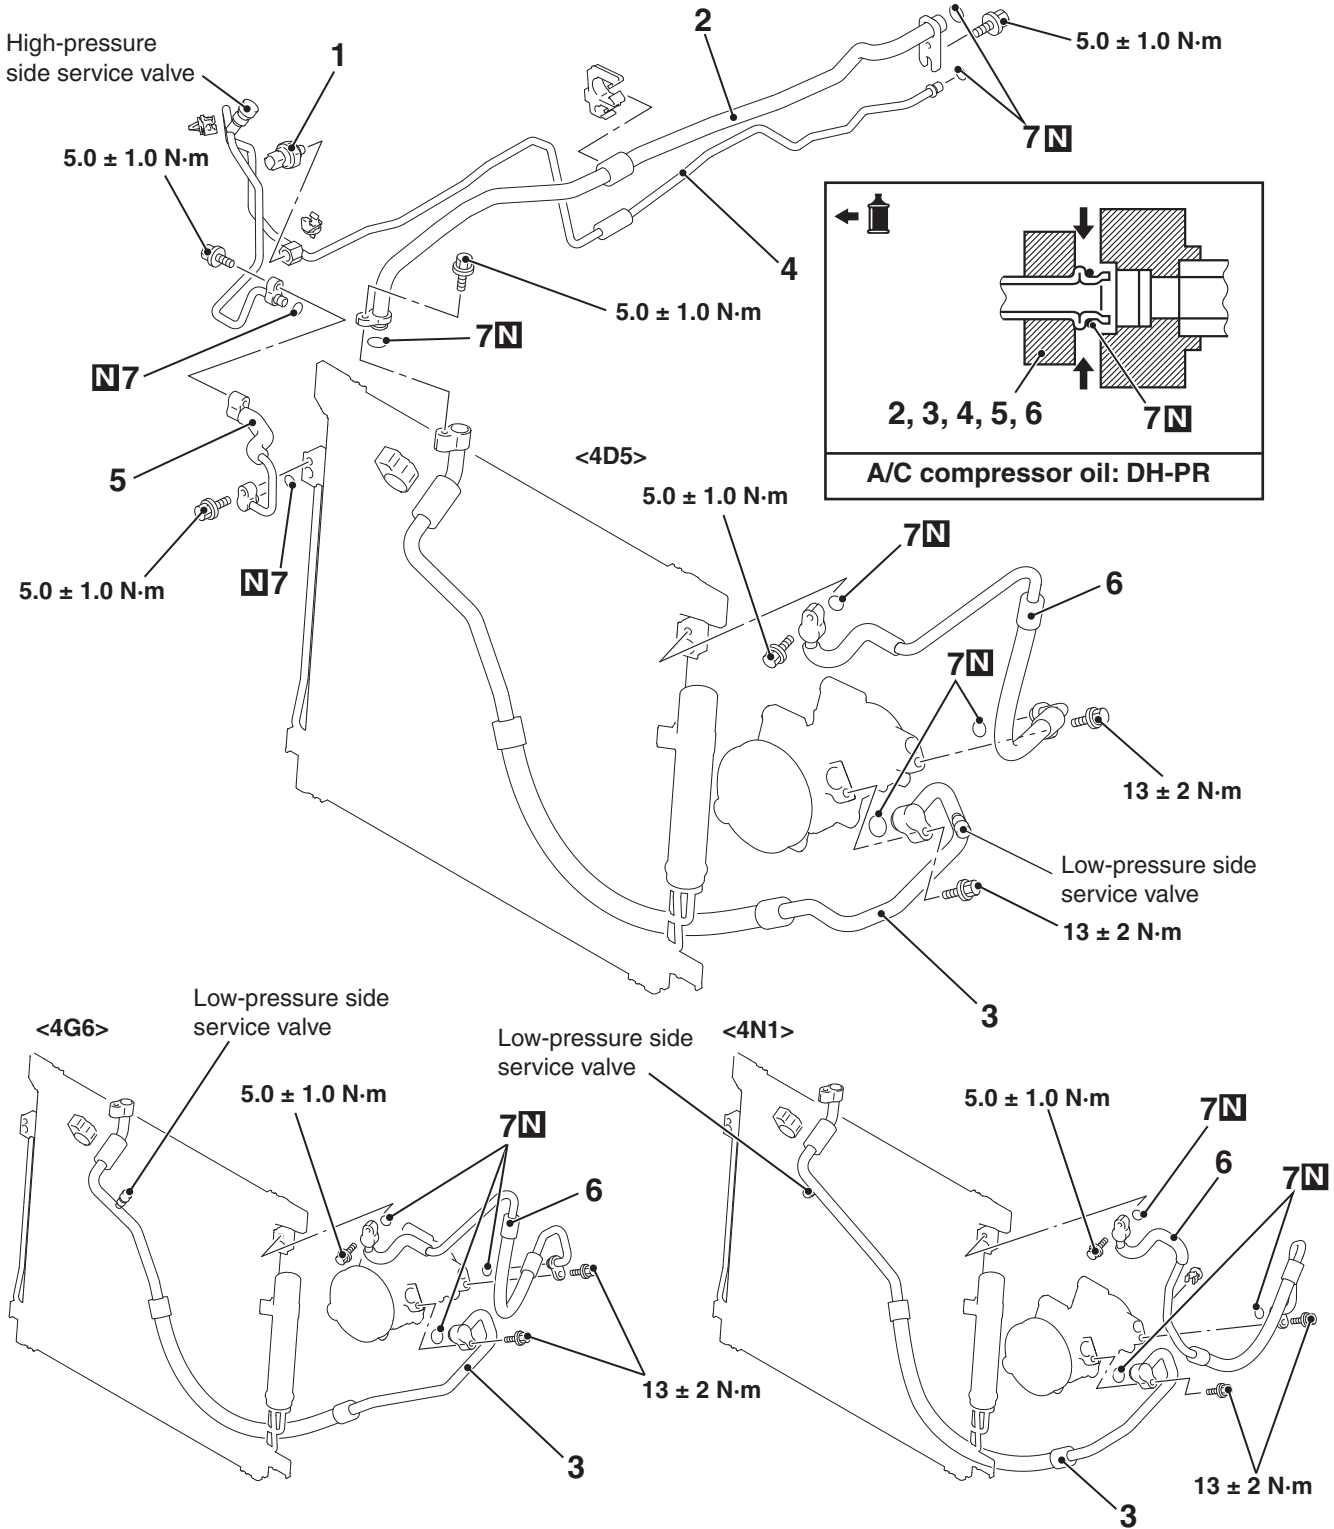 High-pressure
side service valve
1
2
5.0 ± 1.0 N·m
7N
5.0 ± 1.0 N·m
4
5.0 ± 1.0 N·m
7N
N7
2, 3, 4, 5, 6
7N
A/C compressor oil: DH-PR
5
<4D5>
5.0 ± 1.0 N·m
7N
N7
5.0 ± 1.0 N·m
6
7N
13 ± 2 N·m
Low-pressure side
service valve
13 ± 2 N·m
3
<4G6>
Low-pressure side
service valve
5.0 ± 1.0 N·m
7N
6
13 ± 2 N·m
3
Low-pressure side
service valve
<4N1>
5.0 ± 1.0 N·m
7N
6
7N
13 ± 2 N·m
3